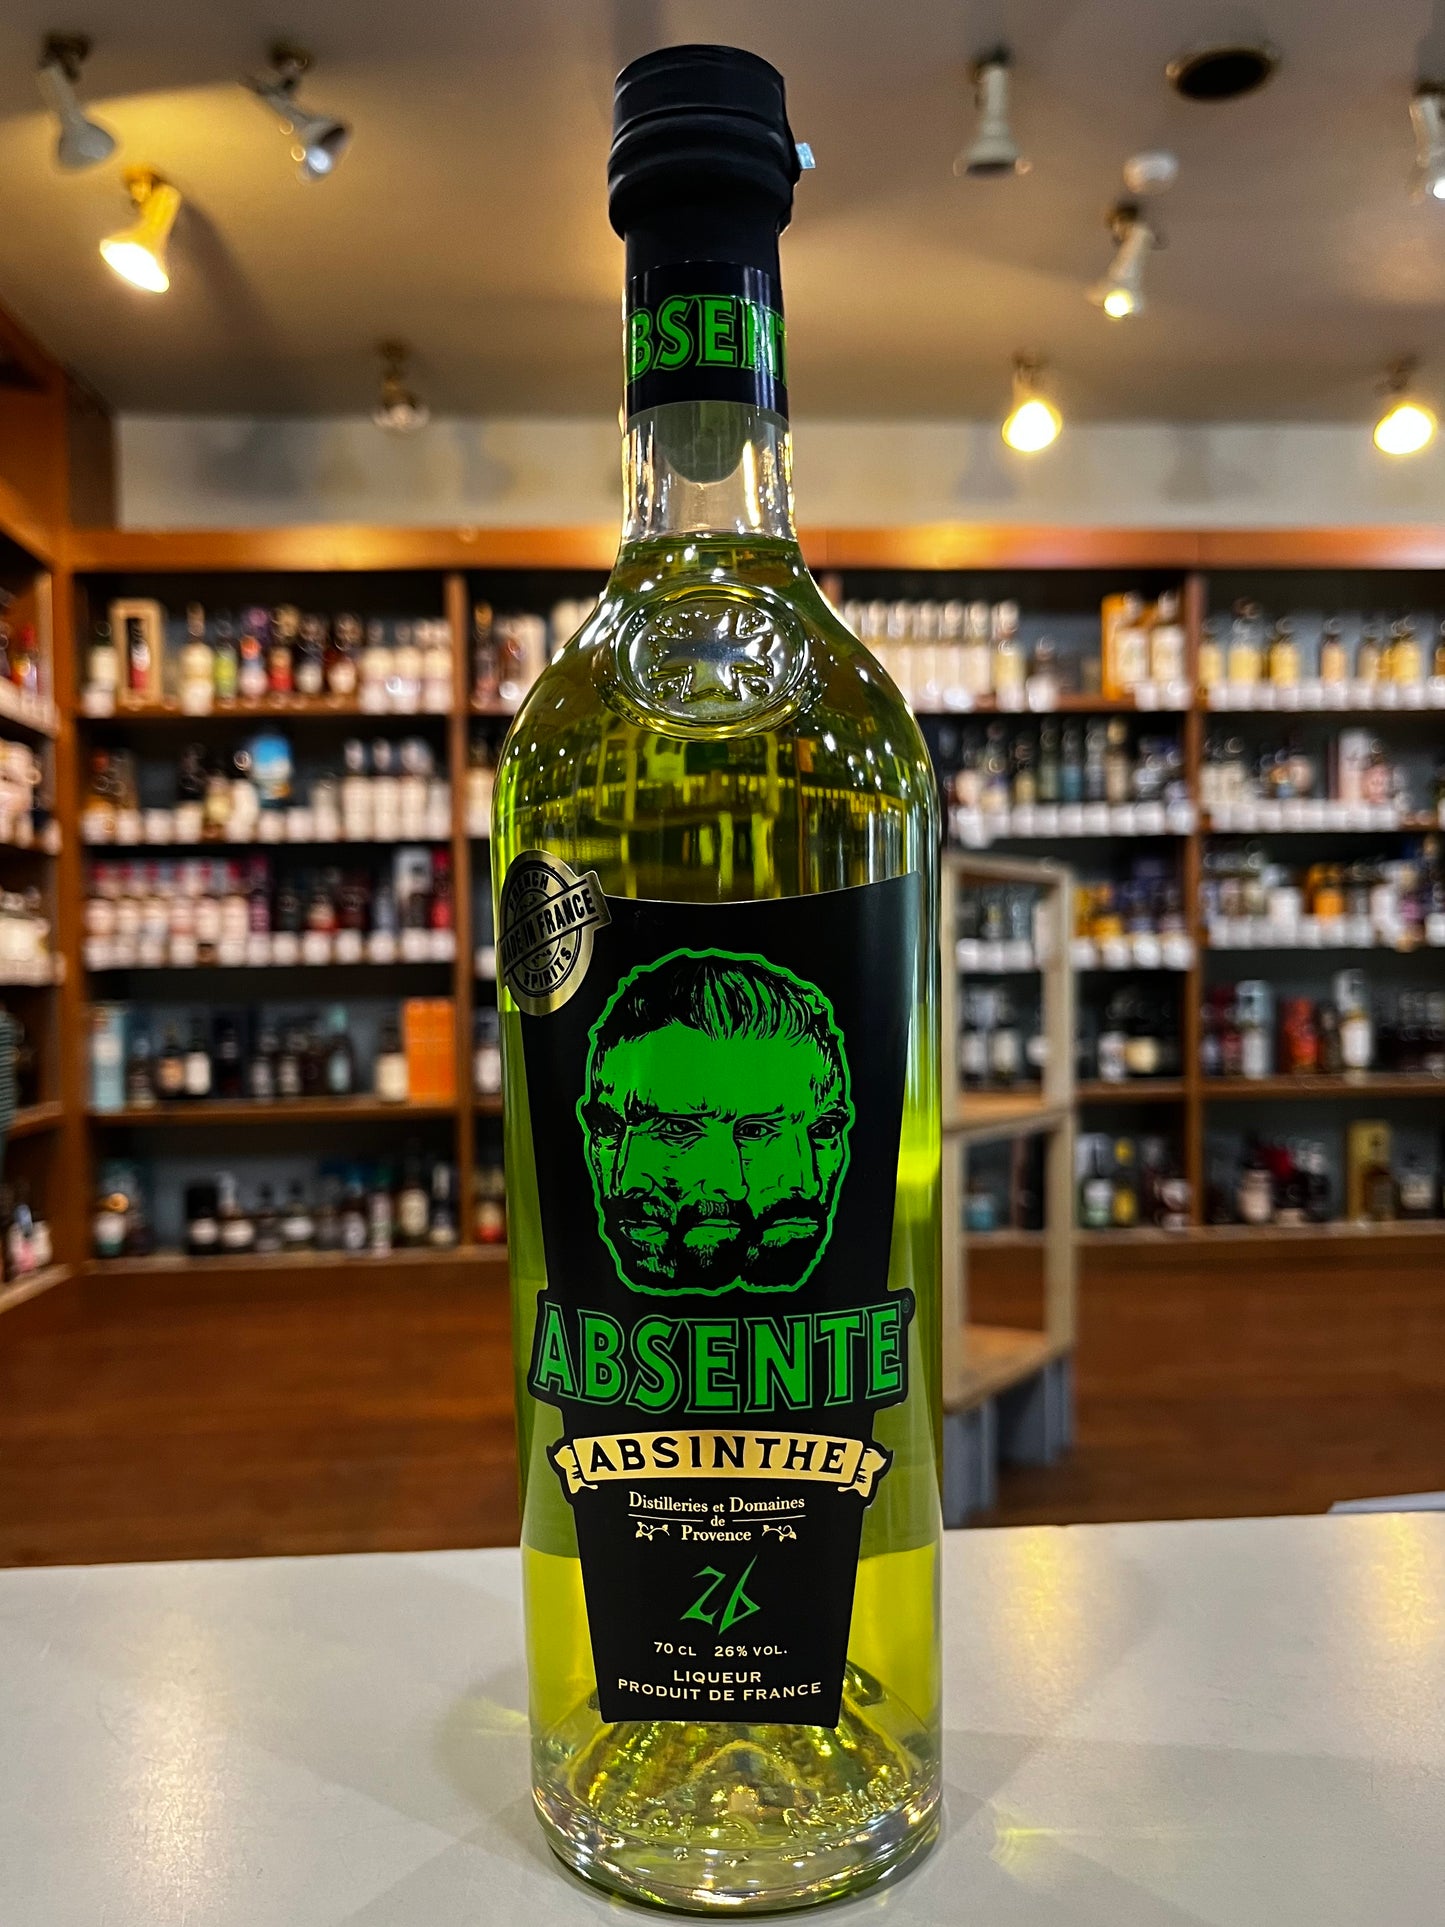 BSENT
FRENCH
MADE IN FRANCE
SPIRITS
ABSENTE®
ABSINTHE
Distilleries et Domaines
de
Provence
26
70 CL 26% VOL.
LIQUEUR
PRODUIT DE FRANCE